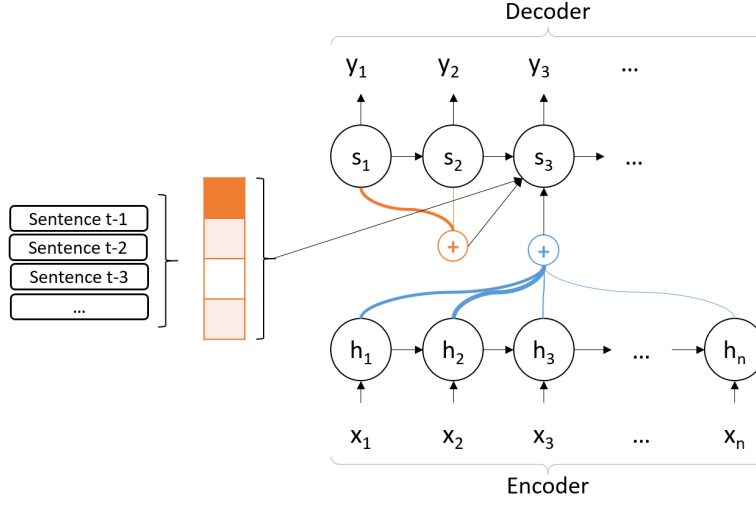 Decoder
y1 y2 y3 ...
s1 s2 s3 ...
Sentence t-1
Sentence t-2
Sentence t-3
...
+ +
h1 h2 h3 ... hn
x1 x2 x3 ... xn
Encoder